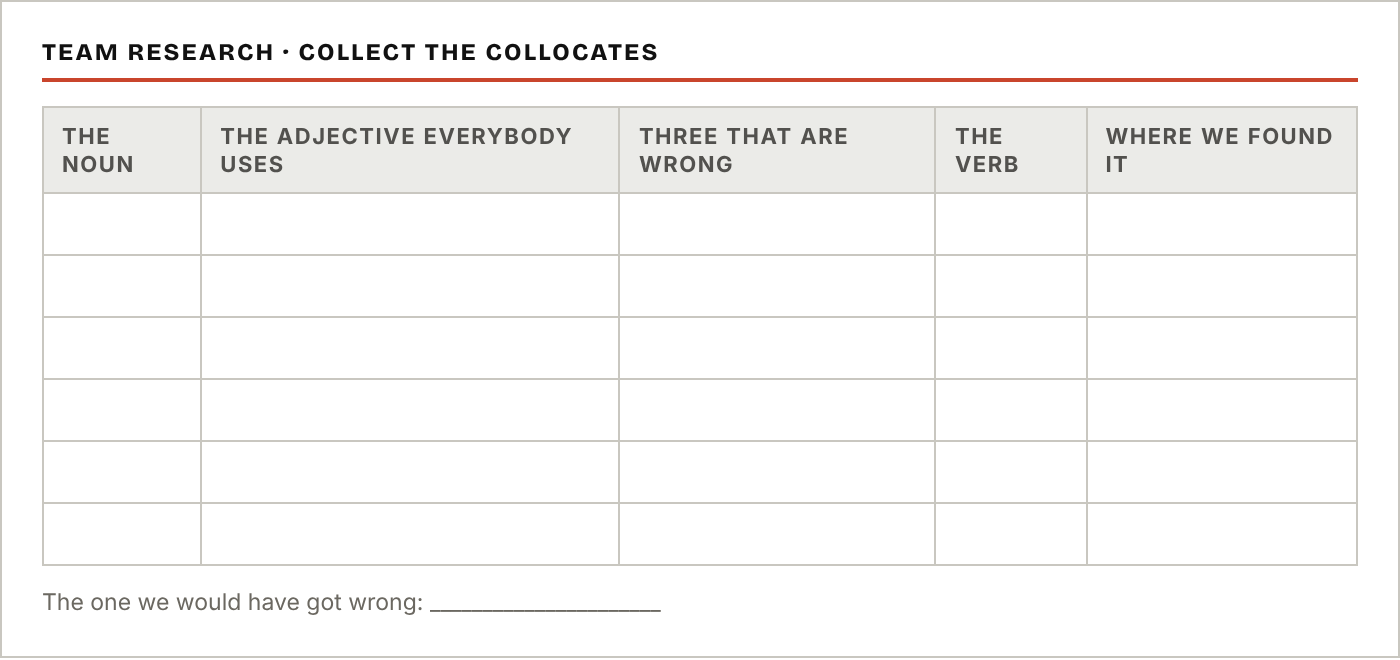 TEAM RESEARCH · COLLECT THE COLLOCATES
THE NOUN
THE ADJECTIVE EVERYBODY USES
THREE THAT ARE WRONG
THE VERB
WHERE WE FOUND IT
The one we would have got wrong: ______________________